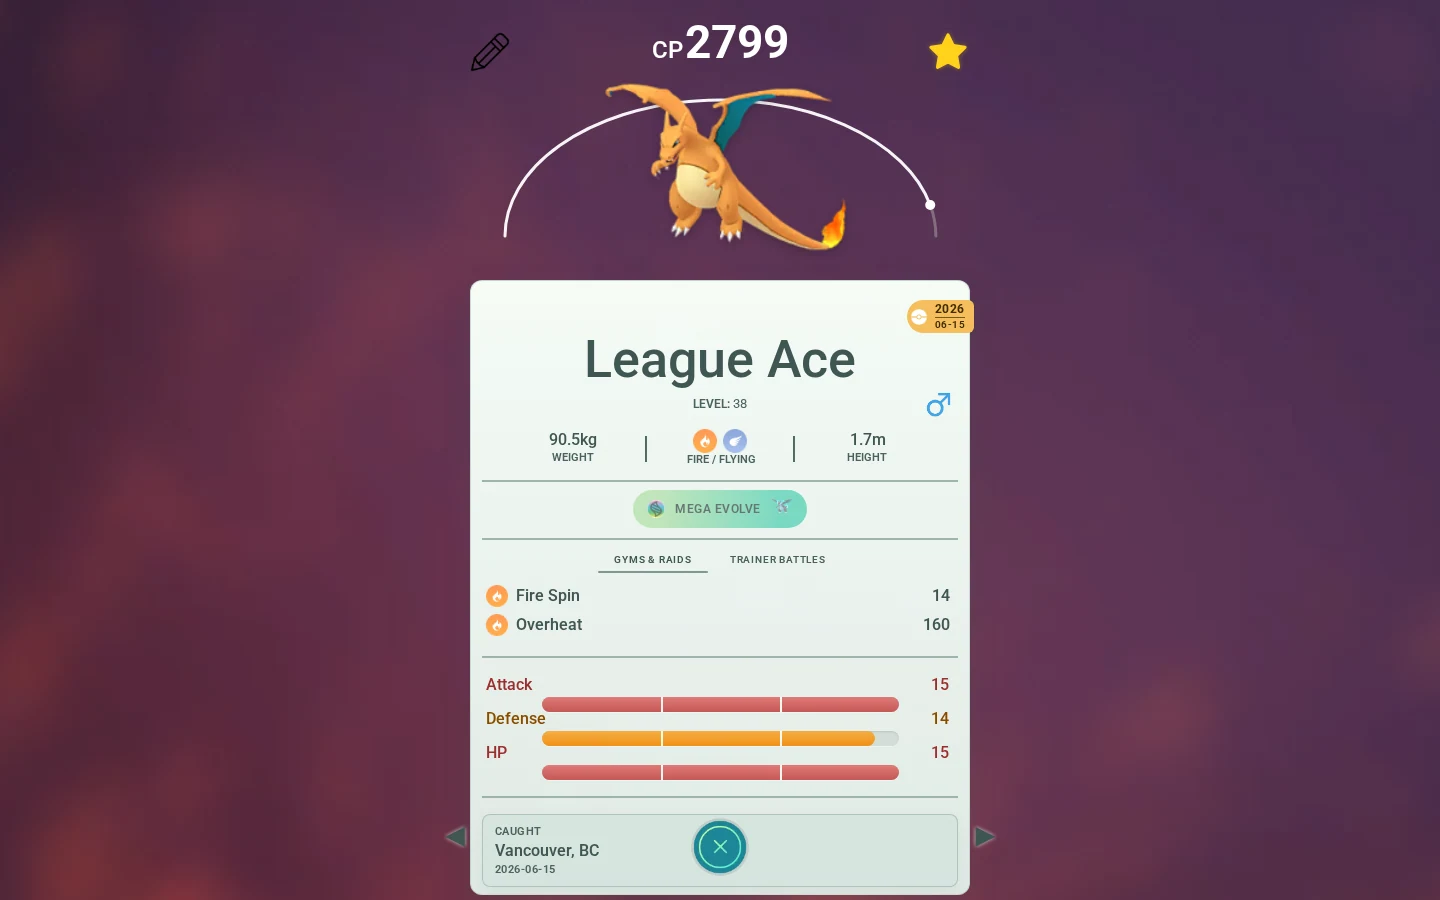 CP2799
2026
06-15
League Ace
LEVEL: 38
90.5kg
WEIGHT
FIRE / FLYING
1.7m
HEIGHT
MEGA EVOLVE
GYMS & RAIDS TRAINER BATTLES
Fire Spin 14
Overheat 160
Attack 15
Defense 14
HP 15
CAUGHT
Vancouver, BC
2026-06-15